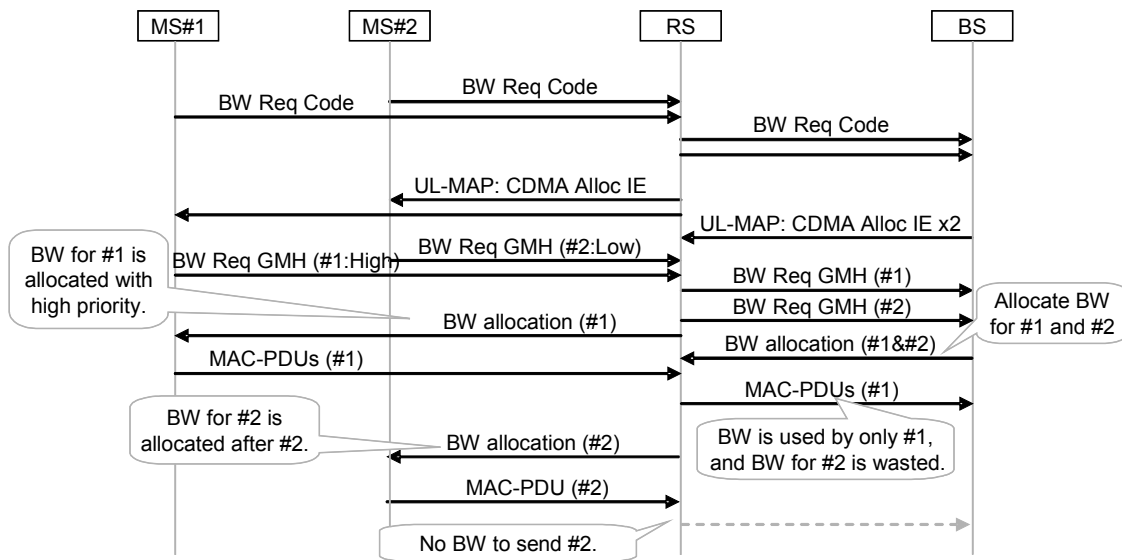 MS#1 MS#2 RS BS
BW Req Code
BW Req Code
BW Req Code
UL-MAP: CDMA Alloc IE
UL-MAP: CDMA Alloc IE x2
BW for #1 is
allocated with
high priority.
BW Req GMH (#2:Low)
BW Req GMH (#1:High)
BW Req GMH (#1)
BW Req GMH (#2)
Allocate BW
for #1 and #2
BW allocation (#1)
BW allocation (#1&#2)
MAC-PDUs (#1)
MAC-PDUs (#1)
BW for #2 is
allocated after #2.
BW is used by only #1,
and BW for #2 is wasted.
BW allocation (#2)
MAC-PDU (#2)
No BW to send #2.